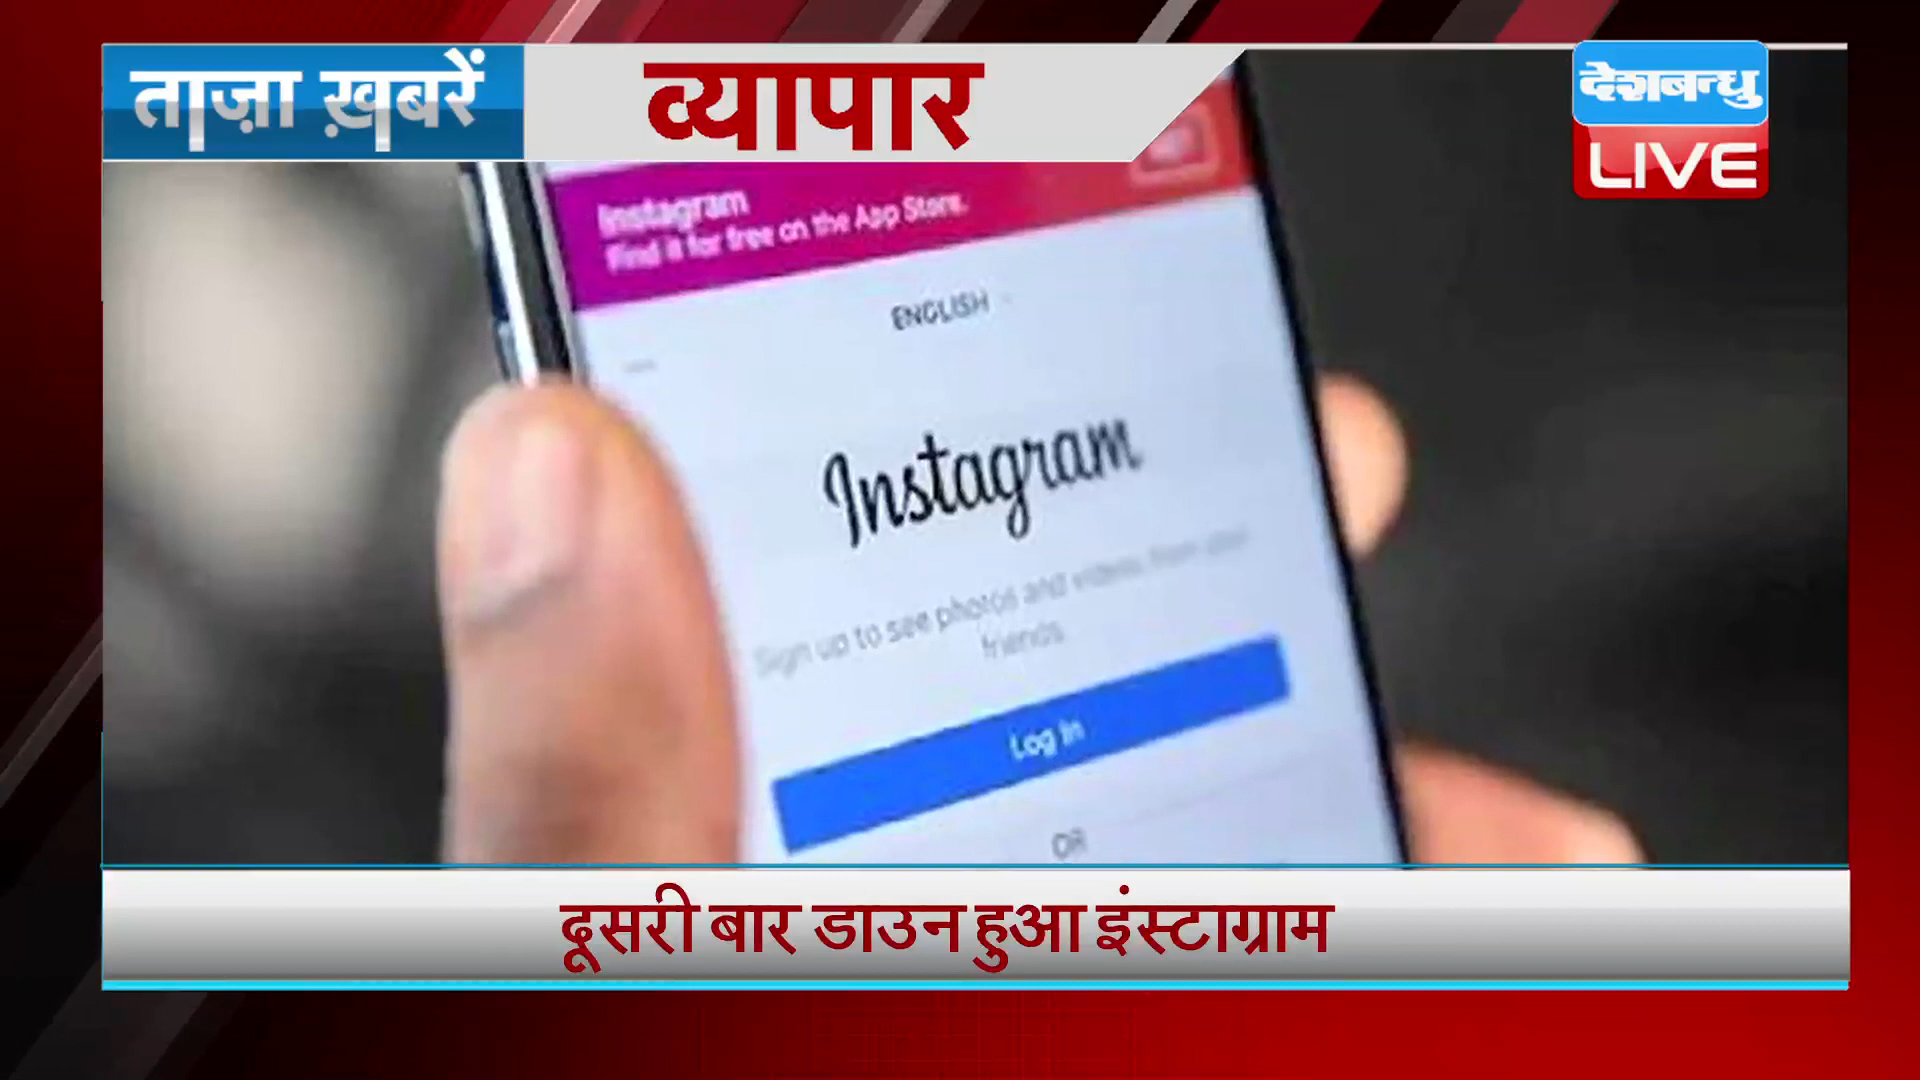 ताज़ा ख़बरें
व्यापार
देशबन्धु
LIVE
Instagram
Find it for free on the App Store.
ENGLISH
Instagram
Sign up to see photos and videos from your
friends.
Log In
OR
दूसरी बार डाउन हुआ इंस्टाग्राम